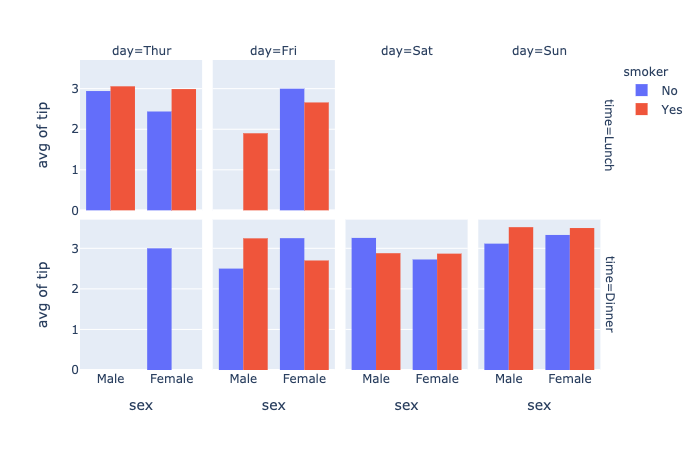 day=Thur day=Fri day=Sat day=Sun
smoker
No
Yes
avg of tip
3
2
1
0
time=Lunch
avg of tip
3
2
1
0
time=Dinner
Male Female Male Female Male Female Male Female
sex sex sex sex